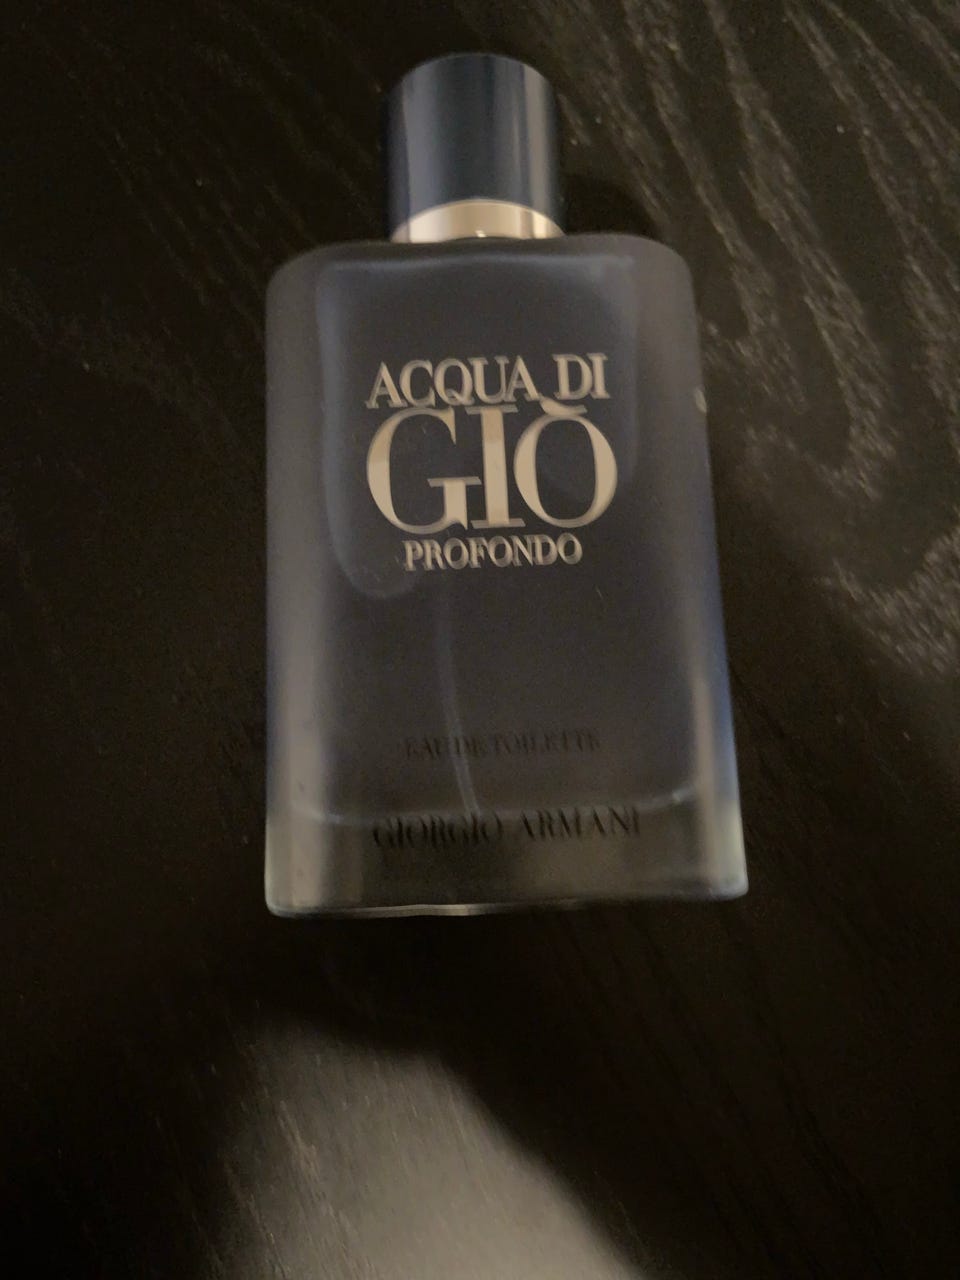 ACQUA DI
GIÒ
PROFONDO
EAU DE TOILETTE
GIORGIO ARMANI